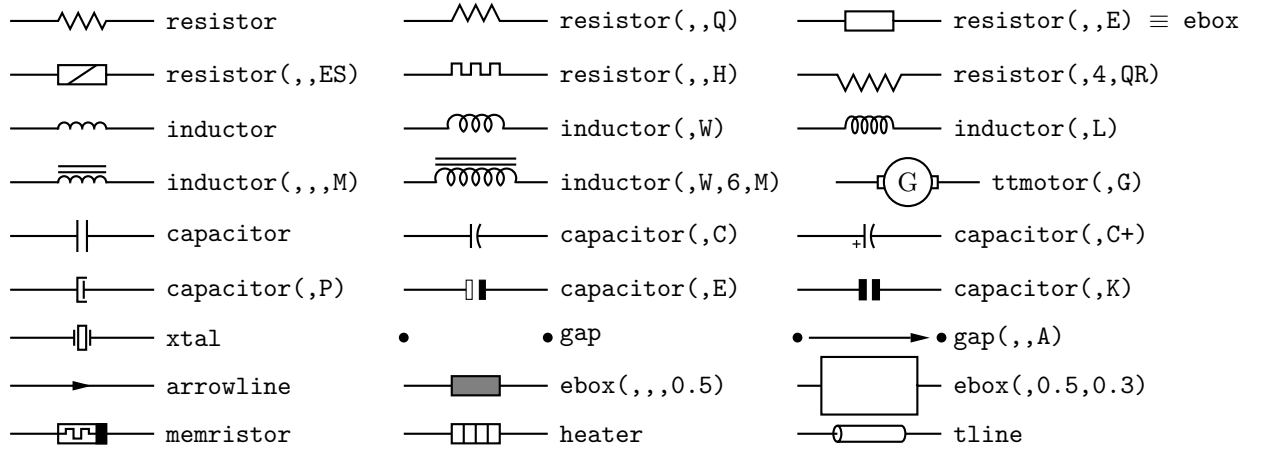 resistor resistor(,,Q) resistor(,,E) ≡ ebox
resistor(,,ES) resistor(,,H) resistor(,4,QR)
inductor inductor(,W) inductor(,L)
inductor(,,,M) inductor(,W,6,M) G ttmotor(,G)
capacitor capacitor(,C) + capacitor(,C+)
capacitor(,P) capacitor(,E) capacitor(,K)
xtal gap gap(,,A)
arrowline ebox(,,,0.5) ebox(,0.5,0.3)
memristor heater tline